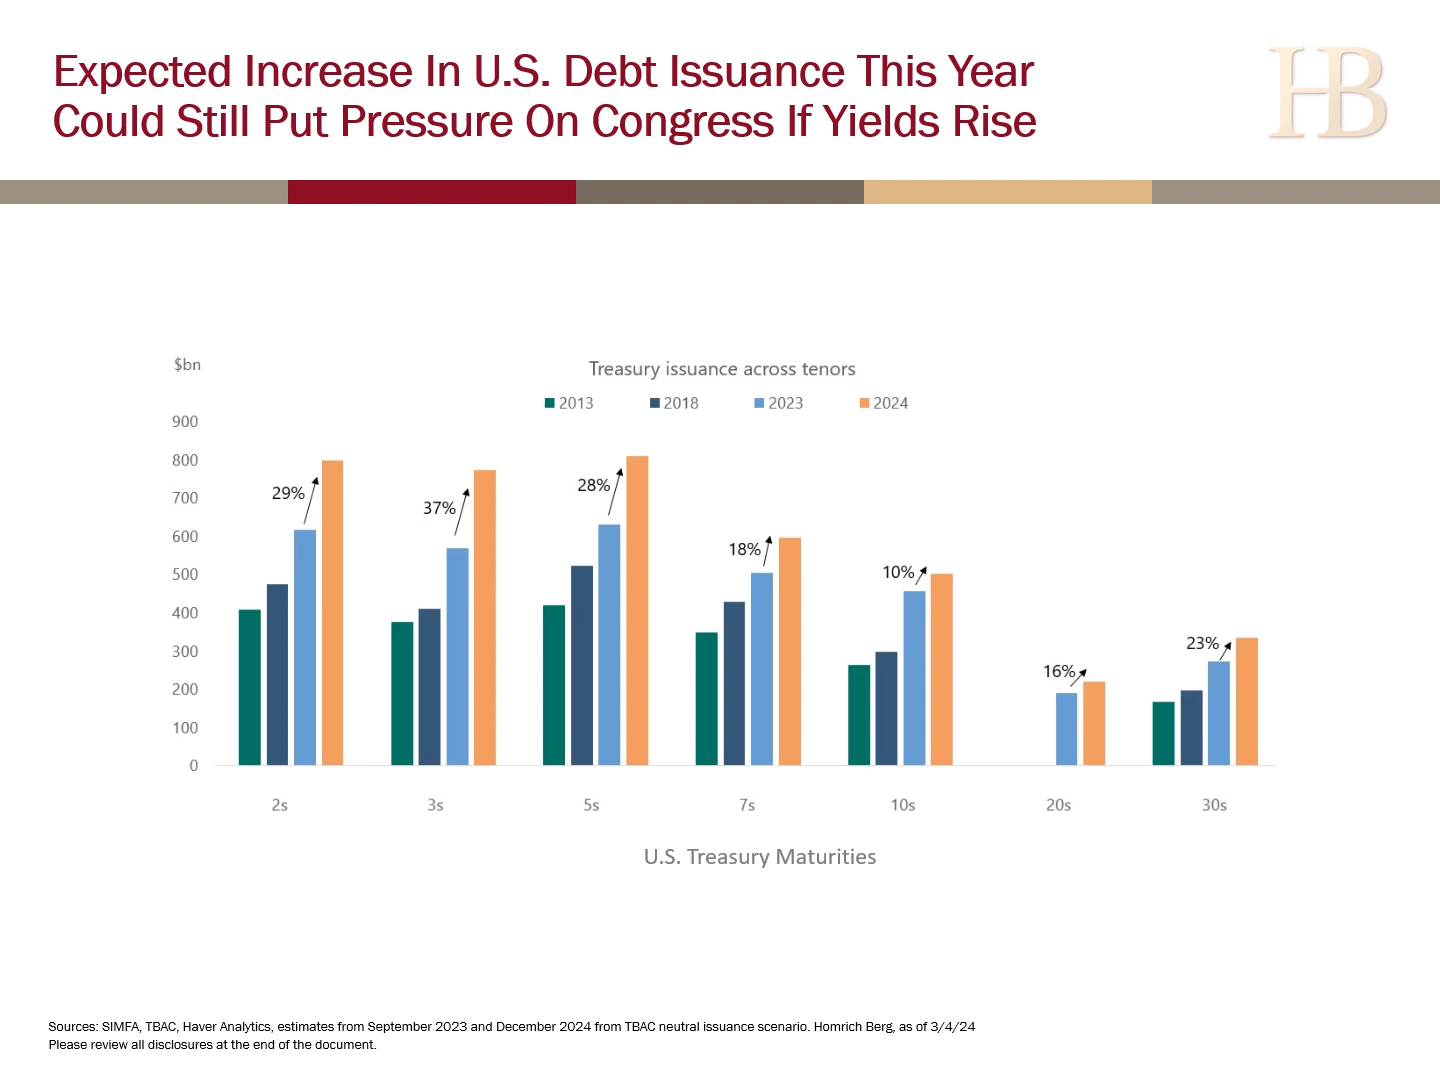 Expected Increase In U.S. Debt Issuance This Year
Could Still Put Pressure On Congress If Yields Rise
HB
$bn
Treasury issuance across tenors
2013 2018 2023 2024
900
800
700
600
500
400
300
200
100
0
29%
37%
28%
18%
10%
16%
23%
2s 3s 5s 7s 10s 20s 30s
U.S. Treasury Maturities
Sources: SIMFA, TBAC, Haver Analytics, estimates from September 2023 and December 2024 from TBAC neutral issuance scenario. Homrich Berg, as of 3/4/24
Please review all disclosures at the end of the document.